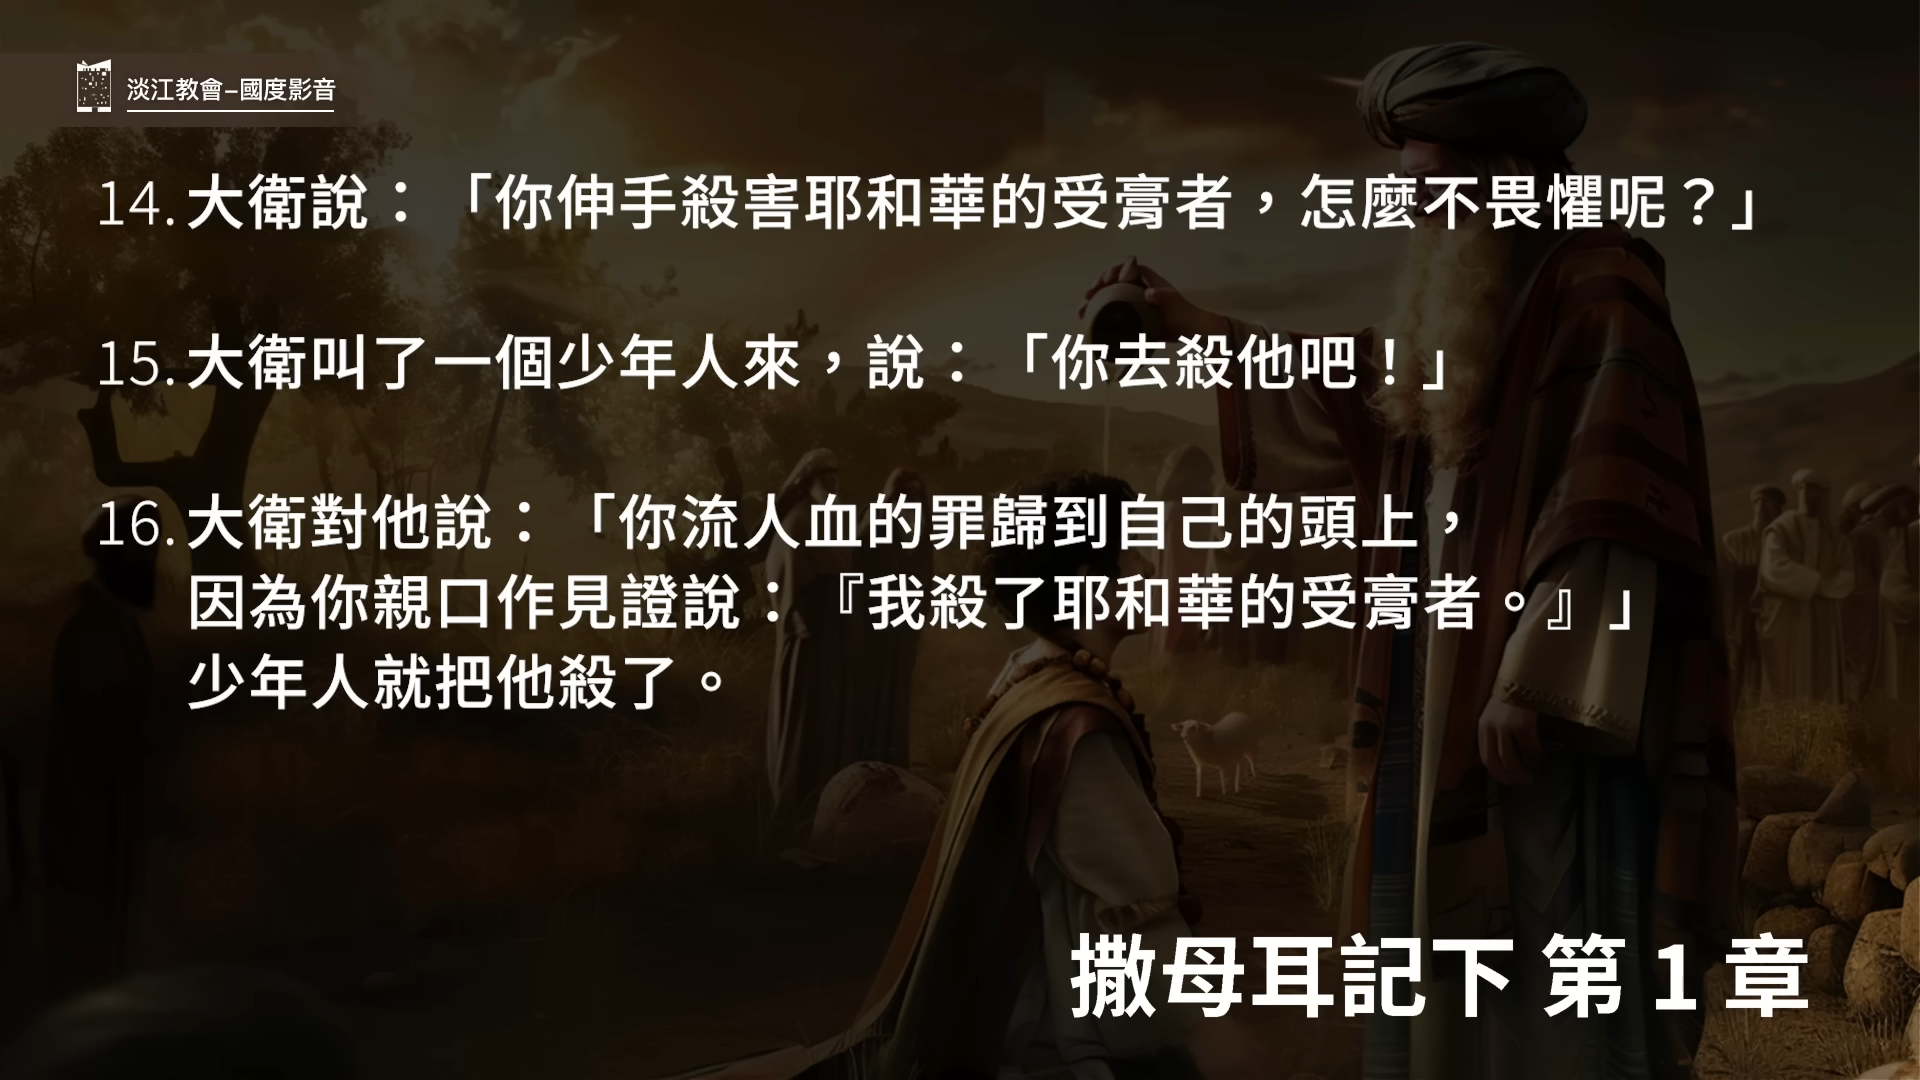 淡江教會–國度影音
14. 大衛說：「你伸手殺害耶和華的受膏者，怎麼不畏懼呢？」
15. 大衛叫了一個少年人來，說：「你去殺他吧！」
16. 大衛對他說：「你流人血的罪歸到自己的頭上，
因為你親口作見證說：『我殺了耶和華的受膏者。』」
少年人就把他殺了。
撒母耳記下 第 1 章